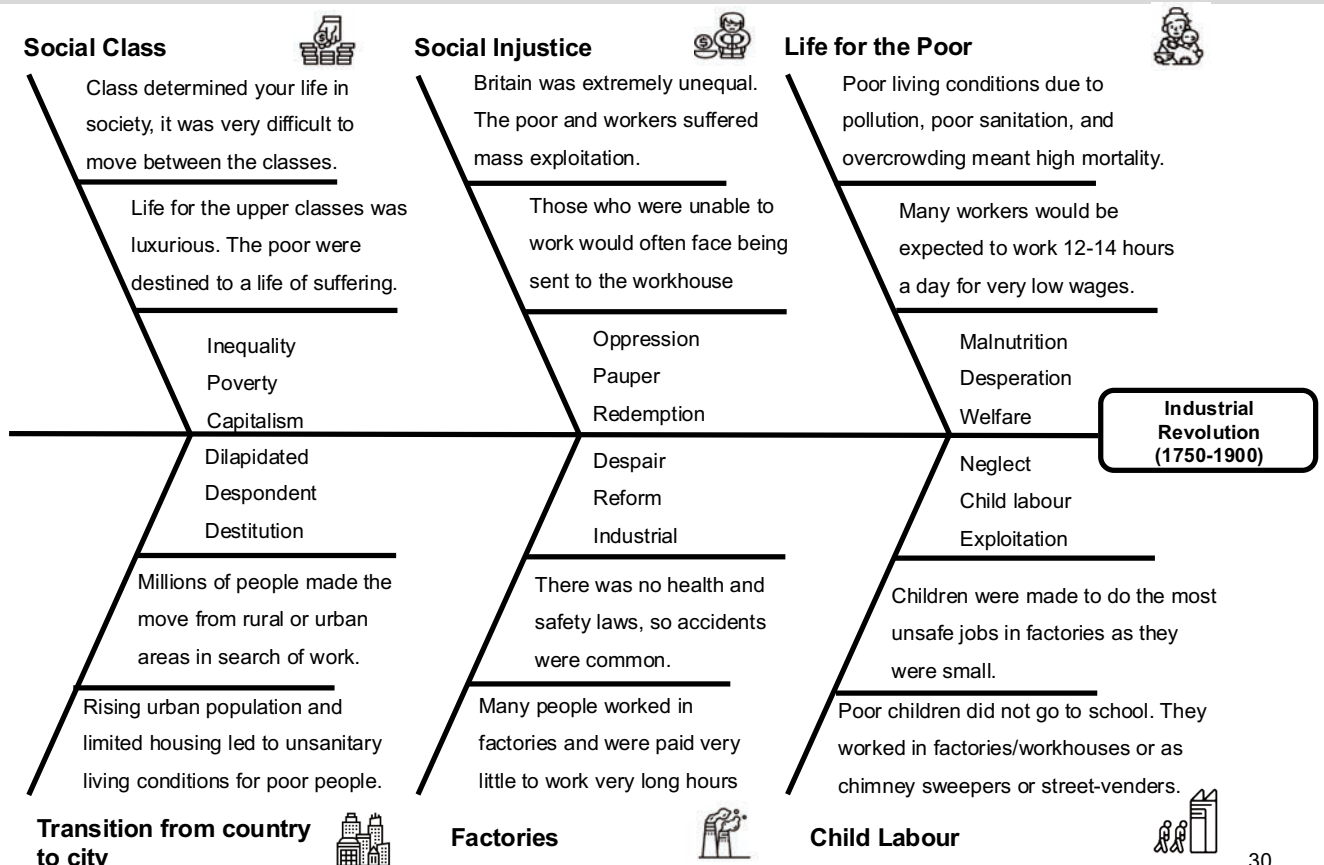 Social Class
Class determined your life in
society, it was very difficult to
move between the classes.
Life for the upper classes was
luxurious. The poor were
destined to a life of suffering.
Inequality
Poverty
Capitalism
Social Injustice
Britain was extremely unequal.
The poor and workers suffered
mass exploitation.
Those who were unable to
work would often face being
sent to the workhouse
Oppression
Pauper
Redemption
Life for the Poor
Poor living conditions due to
pollution, poor sanitation, and
overcrowding meant high mortality.
Many workers would be
expected to work 12-14 hours
a day for very low wages.
Malnutrition
Desperation
Welfare
Industrial
Revolution
(1750-1900)
Dilapidated
Despondent
Destitution
Millions of people made the
move from rural or urban
areas in search of work.
Rising urban population and
limited housing led to unsanitary
living conditions for poor people.
Transition from country
to city
Despair
Reform
Industrial
There was no health and
safety laws, so accidents
were common.
Many people worked in
factories and were paid very
little to work very long hours
Factories
Neglect
Child labour
Exploitation
Children were made to do the most
unsafe jobs in factories as they
were small.
Poor children did not go to school. They
worked in factories/workhouses or as
chimney sweepers or street-venders.
Child Labour
30